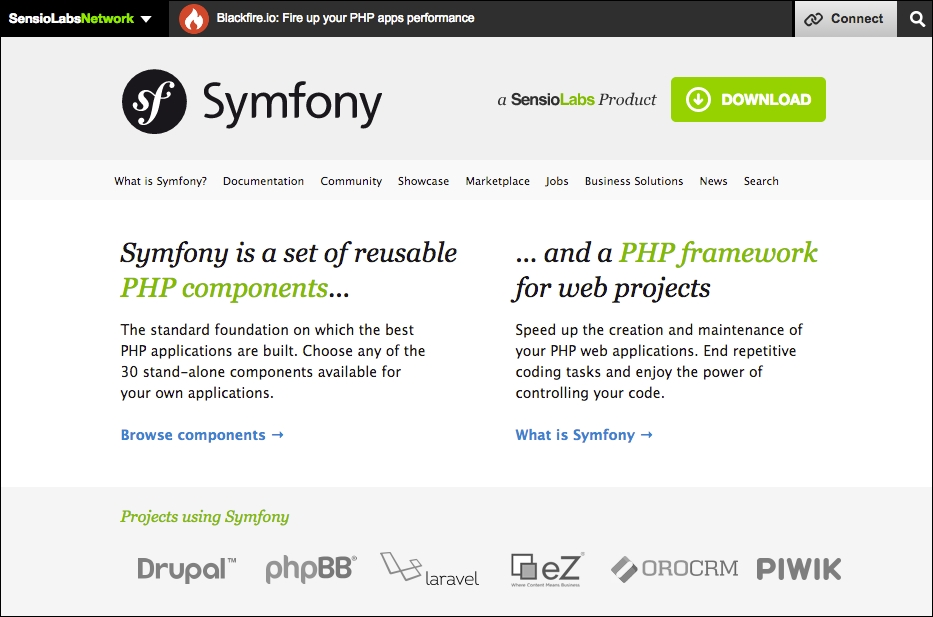 SensioLabsNetwork
Blackfire.io: Fire up your PHP apps performance
Connect
sf Symfony
a SensioLabs Product
DOWNLOAD
What is Symfony? Documentation Community Showcase Marketplace Jobs Business Solutions News Search
Symfony is a set of reusable
PHP components...
The standard foundation on which the best
PHP applications are built. Choose any of the
30 stand-alone components available for
your own applications.
Browse components →
... and a PHP framework
for web projects
Speed up the creation and maintenance of
your PHP web applications. End repetitive
coding tasks and enjoy the power of
controlling your code.
What is Symfony →
Projects using Symfony
Drupal™ phpBB® laravel eZ® OROCRM PIWIK
Where Content Means Business